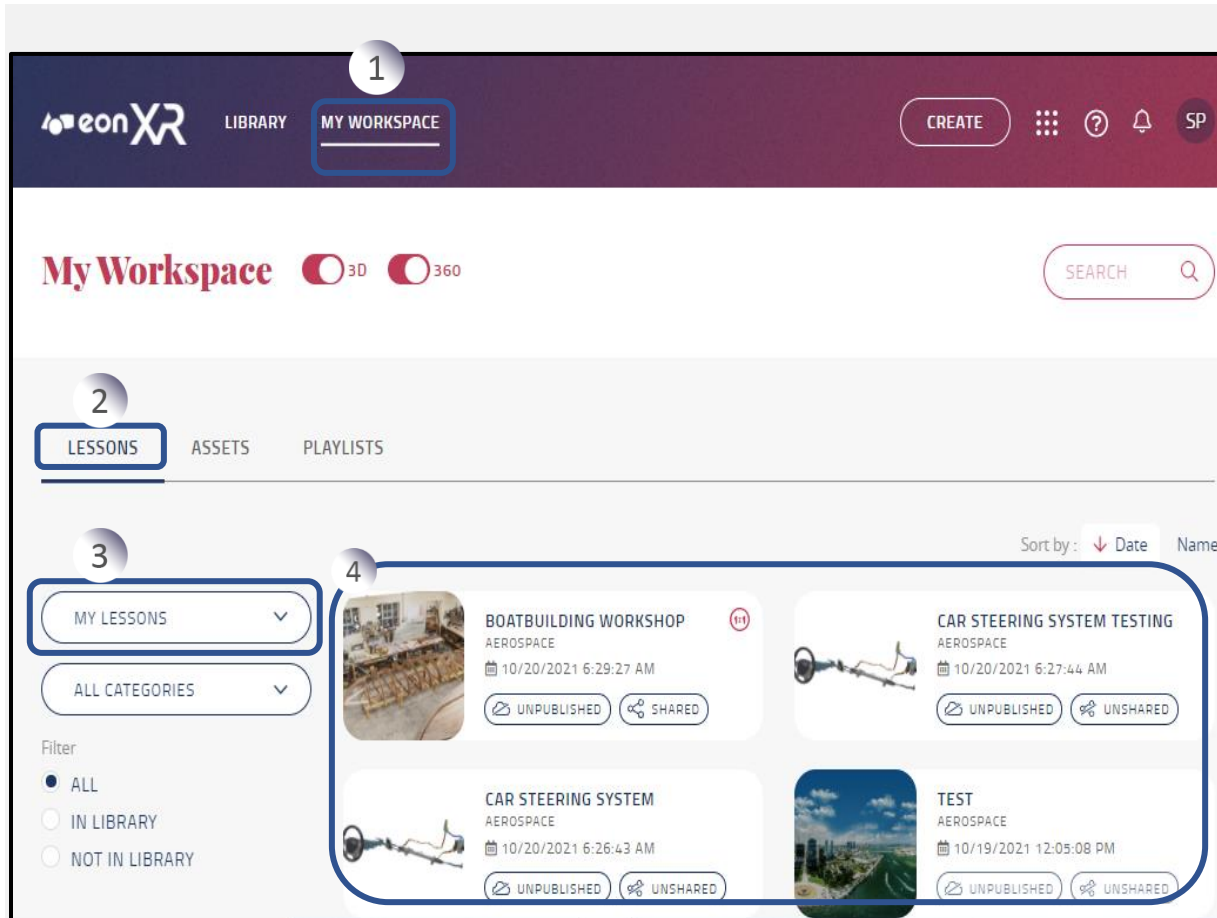 1
eonXR LIBRARY MY WORKSPACE CREATE SP
My Workspace 3D 360 SEARCH
2
LESSONS ASSETS PLAYLISTS
Sort by : Date Name
3
4
MY LESSONS
ALL CATEGORIES
Filter
ALL
IN LIBRARY
NOT IN LIBRARY
BOATBUILDING WORKSHOP 1:1
AEROSPACE
10/20/2021 6:29:27 AM
UNPUBLISHED SHARED
CAR STEERING SYSTEM TESTING
AEROSPACE
10/20/2021 6:27:44 AM
UNPUBLISHED UNSHARED
CAR STEERING SYSTEM
AEROSPACE
10/20/2021 6:26:43 AM
UNPUBLISHED UNSHARED
TEST
AEROSPACE
10/19/2021 12:05:08 PM
UNPUBLISHED UNSHARED